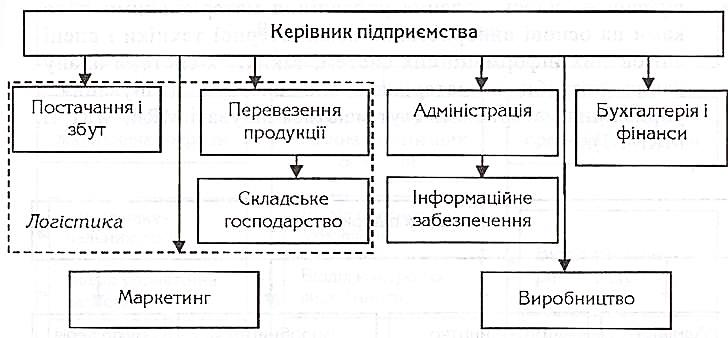 Керівник підприємства
Постачання і
збут
Перевезення
продукції
Адміністрація
Бухгалтерія і
фінанси
Складське
господарство
Інформаційне
забезпечення
Логістика
Маркетинг
Виробництво